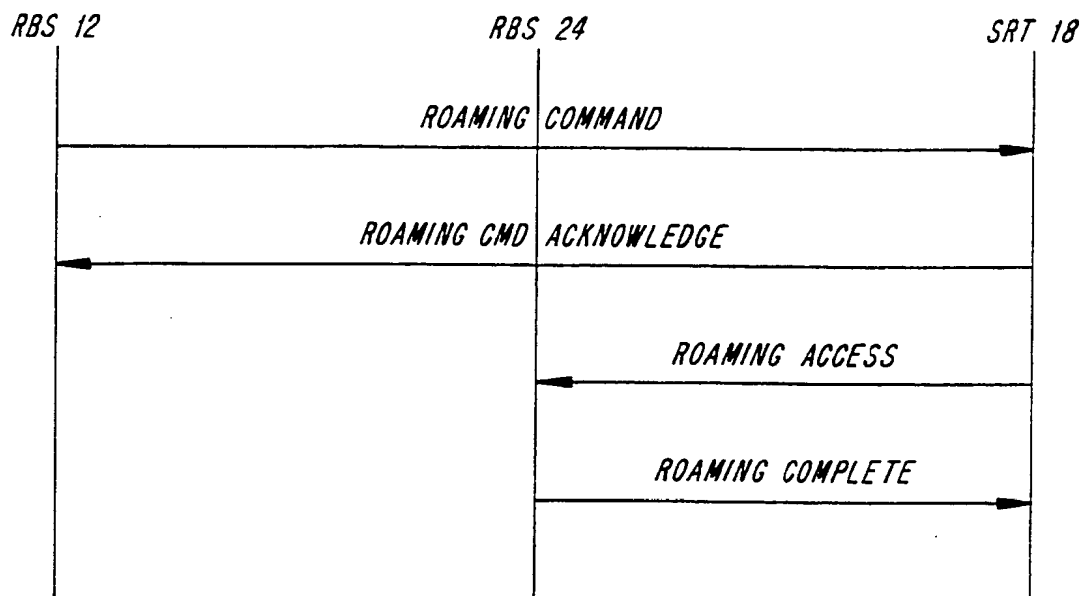 RBS 12 RBS 24 SRT 18
ROAMING COMMAND
ROAMING CMD ACKNOWLEDGE
ROAMING ACCESS
ROAMING COMPLETE